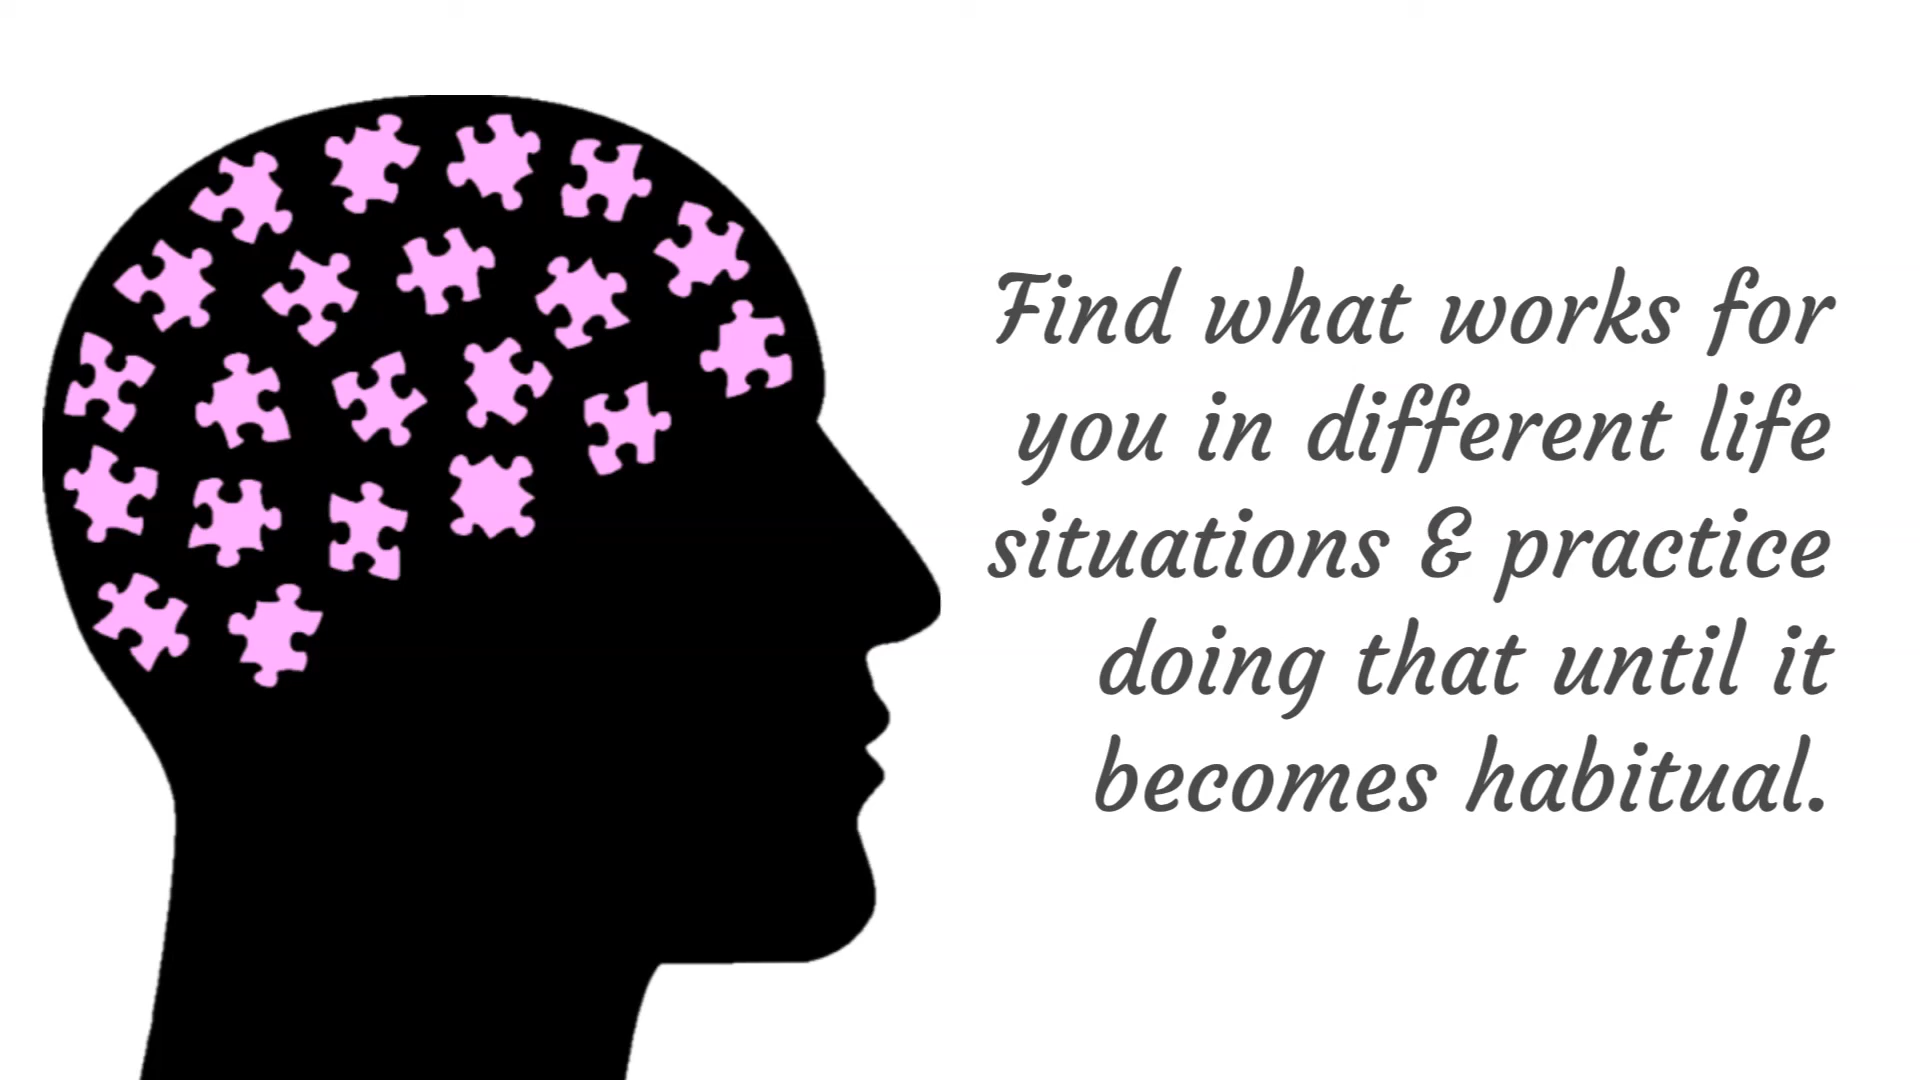 Find what works for
you in different life
situations & practice
doing that until it
becomes habitual.